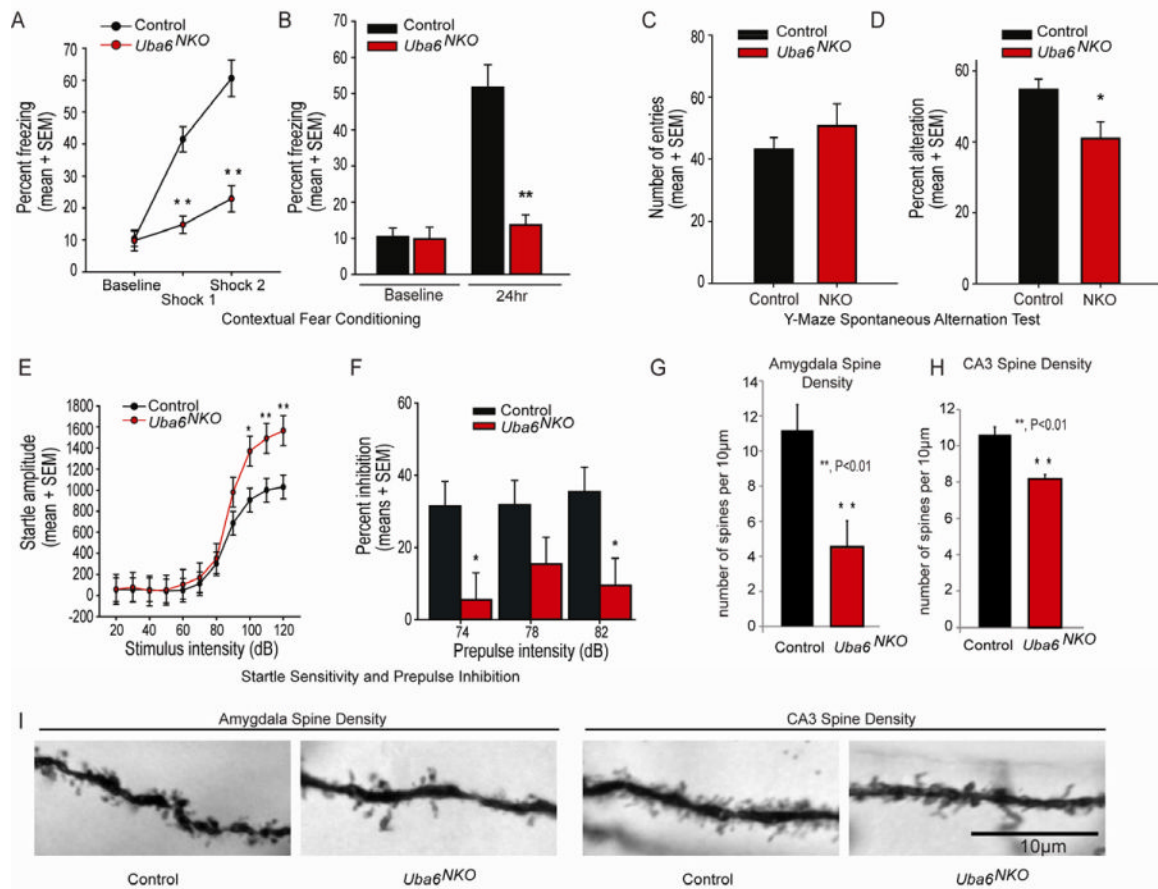 A
Control
Uba6NKO
Percent freezing
(mean + SEM)
70
60
50
40
30
20
10
0
* *
* *
Baseline
Shock 1
Shock 2
B
Control
Uba6NKO
Percent freezing
(mean + SEM)
70
60
50
40
30
20
10
0
**
Baseline
24hr
Contextual Fear Conditioning
C
Control
Uba6NKO
Number of entries
(mean + SEM)
80
60
40
20
0
Control
NKO
D
Control
Uba6NKO
Percent alteration
(mean + SEM)
60
40
20
0
*
Control
NKO
Y-Maze Spontaneous Alternation Test
E
Control
Uba6NKO
Startle amplitude
(mean + SEM)
1800
1600
1400
1200
1000
800
600
400
200
0
-200
* ** **
20 40 60 80 100 120
Stimulus intensity (dB)
F
Control
Uba6NKO
Percent inhibition
(means + SEM)
60
40
20
0
*
*
74 78 82
Prepulse intensity (dB)
Startle Sensitivity and Prepulse Inhibition
G
Amygdala Spine
Density
number of spines per 10µm
14
12
10
8
6
4
2
0
**, P<0.01
* *
Control Uba6NKO
H
CA3 Spine Density
number of spines per 10µm
12
10
8
6
4
2
0
**, P<0.01
* *
Control Uba6NKO
I
Amygdala Spine Density
CA3 Spine Density
10µm
Control
Uba6NKO
Control
Uba6NKO